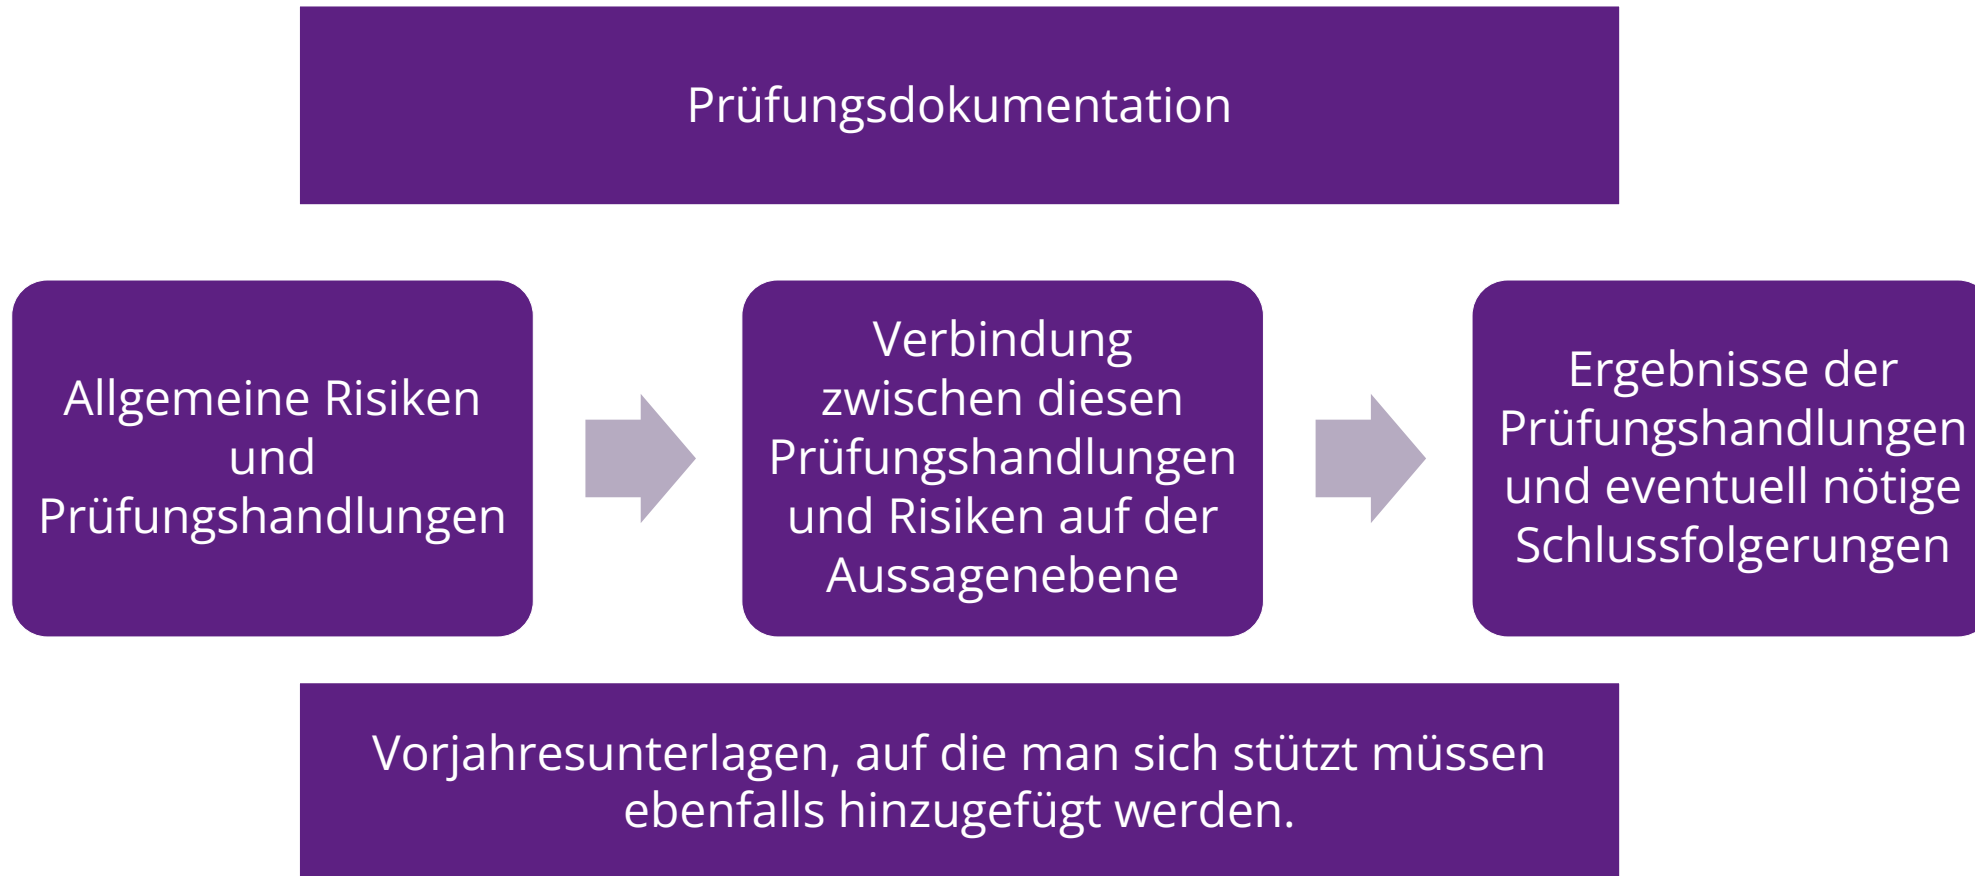 Prüfungsdokumentation
Allgemeine Risiken
und
Prüfungshandlungen
Verbindung
zwischen diesen
Prüfungshandlungen
und Risiken auf der
Aussagenebene
Ergebnisse der
Prüfungshandlungen
und eventuell nötige
Schlussfolgerungen
Vorjahresunterlagen, auf die man sich stützt müssen
ebenfalls hinzugefügt werden.